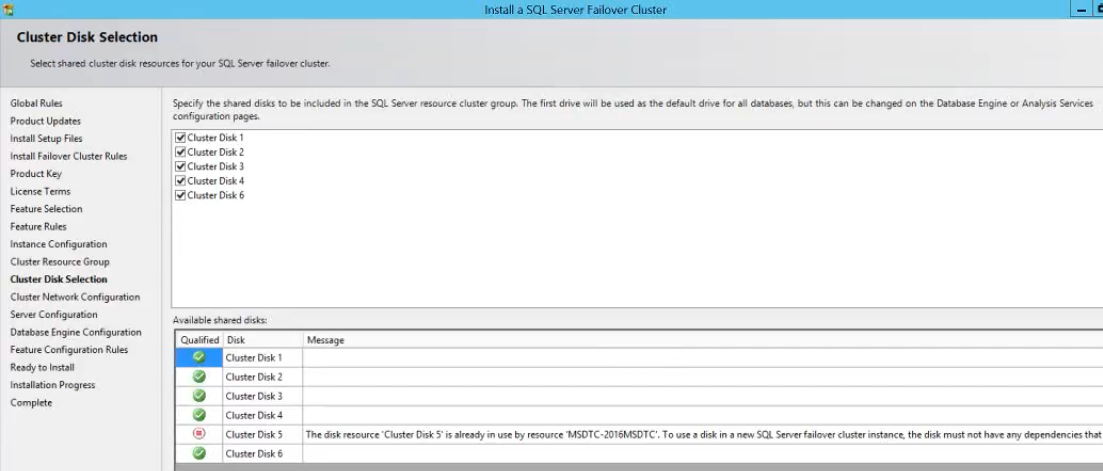 Install a SQL Server Failover Cluster
Cluster Disk Selection
Select shared cluster disk resources for your SQL Server failover cluster.
Global Rules
Product Updates
Install Setup Files
Install Failover Cluster Rules
Product Key
License Terms
Feature Selection
Feature Rules
Instance Configuration
Cluster Resource Group
Cluster Disk Selection
Cluster Network Configuration
Server Configuration
Database Engine Configuration
Feature Configuration Rules
Ready to Install
Installation Progress
Complete
Specify the shared disks to be included in the SQL Server resource cluster group. The first drive will be used as the default drive for all databases, but this can be changed on the Database Engine or Analysis Services
configuration pages.
Cluster Disk 1
Cluster Disk 2
Cluster Disk 3
Cluster Disk 4
Cluster Disk 6
Available shared disks:
Qualified Disk Message
Cluster Disk 1
Cluster Disk 2
Cluster Disk 3
Cluster Disk 4
Cluster Disk 5 The disk resource 'Cluster Disk 5' is already in use by resource 'MSDTC-2016MSDTC'. To use a disk in a new SQL Server failover cluster instance, the disk must not have any dependencies that
Cluster Disk 6